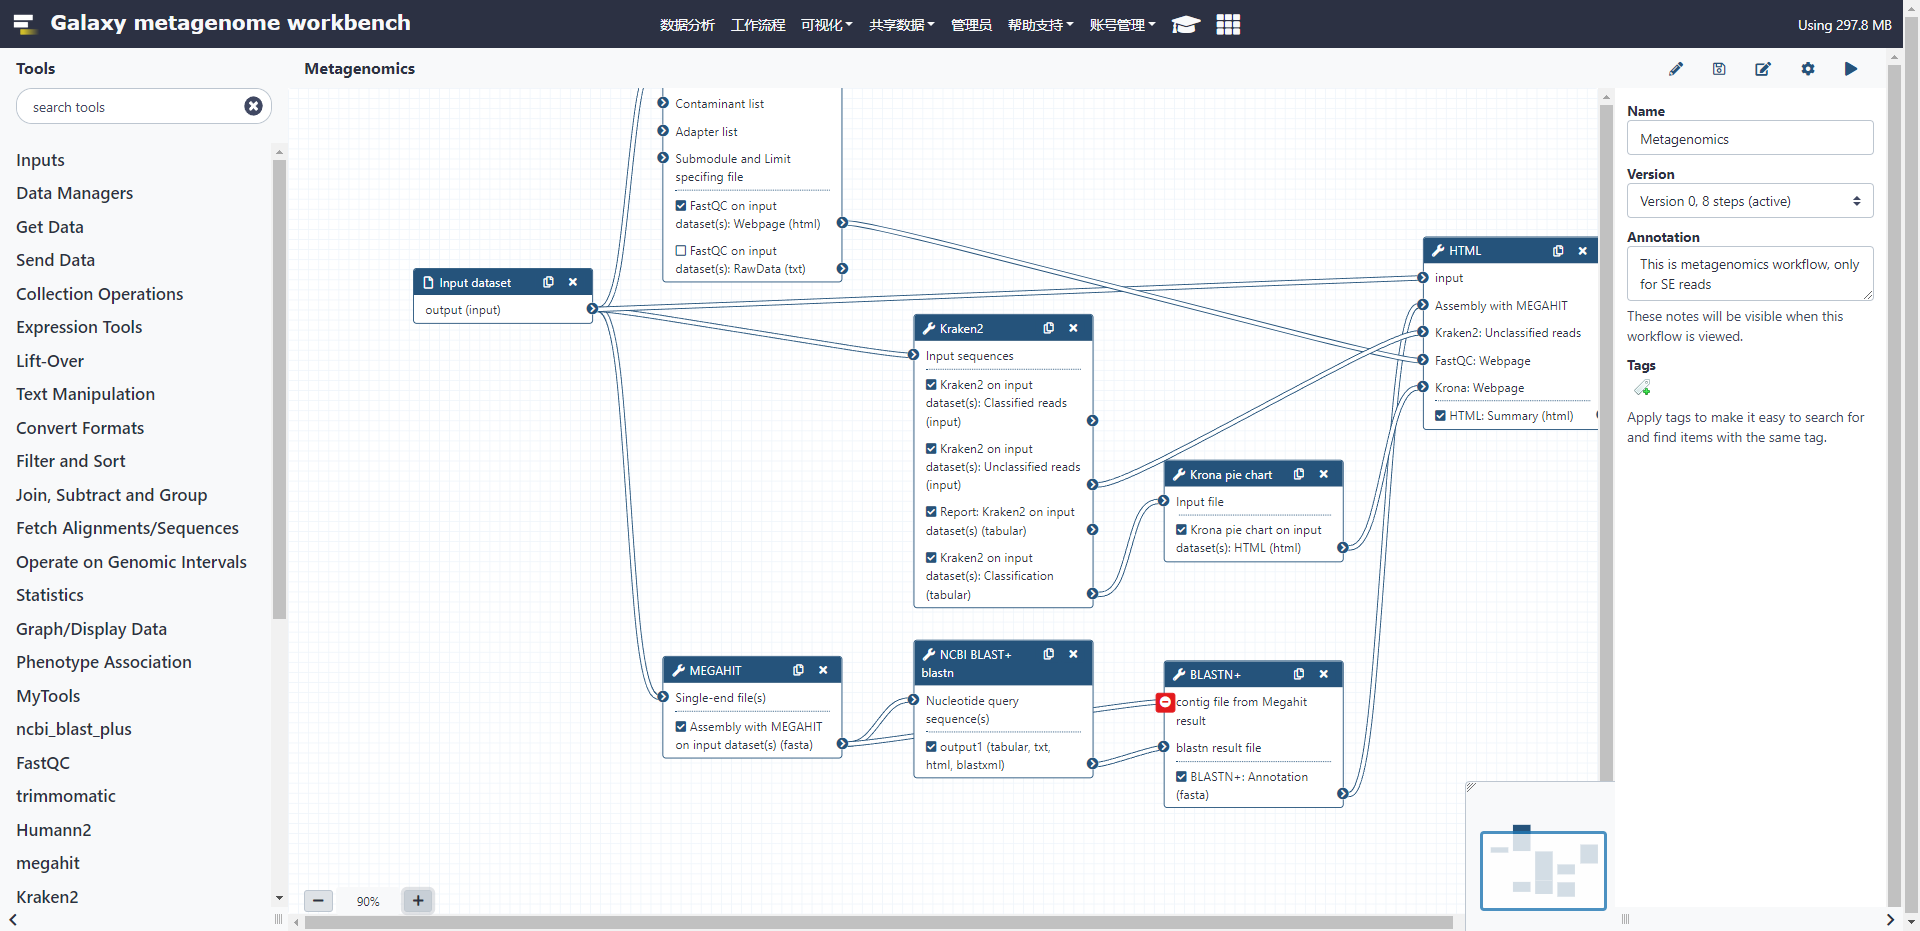 Galaxy metagenome workbench
数据分析 工作流程 可视化 共享数据 管理员 帮助支持 账号管理
Using 297.8 MB
Tools
search tools
Inputs
Data Managers
Get Data
Send Data
Collection Operations
Expression Tools
Lift-Over
Text Manipulation
Convert Formats
Filter and Sort
Join, Subtract and Group
Fetch Alignments/Sequences
Operate on Genomic Intervals
Statistics
Graph/Display Data
Phenotype Association
MyTools
ncbi_blast_plus
FastQC
trimmomatic
Humann2
megahit
Kraken2
Metagenomics
Contaminant list
Adapter list
Submodule and Limit
specifing file
FastQC on input
dataset(s): Webpage (html)
FastQC on input
dataset(s): RawData (txt)
Input dataset
output (input)
Kraken2
Input sequences
Kraken2 on input
dataset(s): Classified reads
(input)
Kraken2 on input
dataset(s): Unclassified reads
(input)
Report: Kraken2 on input
dataset(s) (tabular)
Kraken2 on input
dataset(s): Classification
(tabular)
Krona pie chart
Input file
Krona pie chart on input
dataset(s): HTML (html)
HTML
input
Assembly with MEGAHIT
Kraken2: Unclassified reads
FastQC: Webpage
Krona: Webpage
HTML: Summary (html)
MEGAHIT
Single-end file(s)
Assembly with MEGAHIT
on input dataset(s) (fasta)
NCBI BLAST+
blastn
Nucleotide query
sequence(s)
output1 (tabular, txt,
html, blastxml)
BLASTN+
contig file from Megahit
result
blastn result file
BLASTN+: Annotation
(fasta)
90%
Name
Metagenomics
Version
Version 0, 8 steps (active)
Annotation
This is metagenomics workflow, only
for SE reads
These notes will be visible when this
workflow is viewed.
Tags
Apply tags to make it easy to search for
and find items with the same tag.